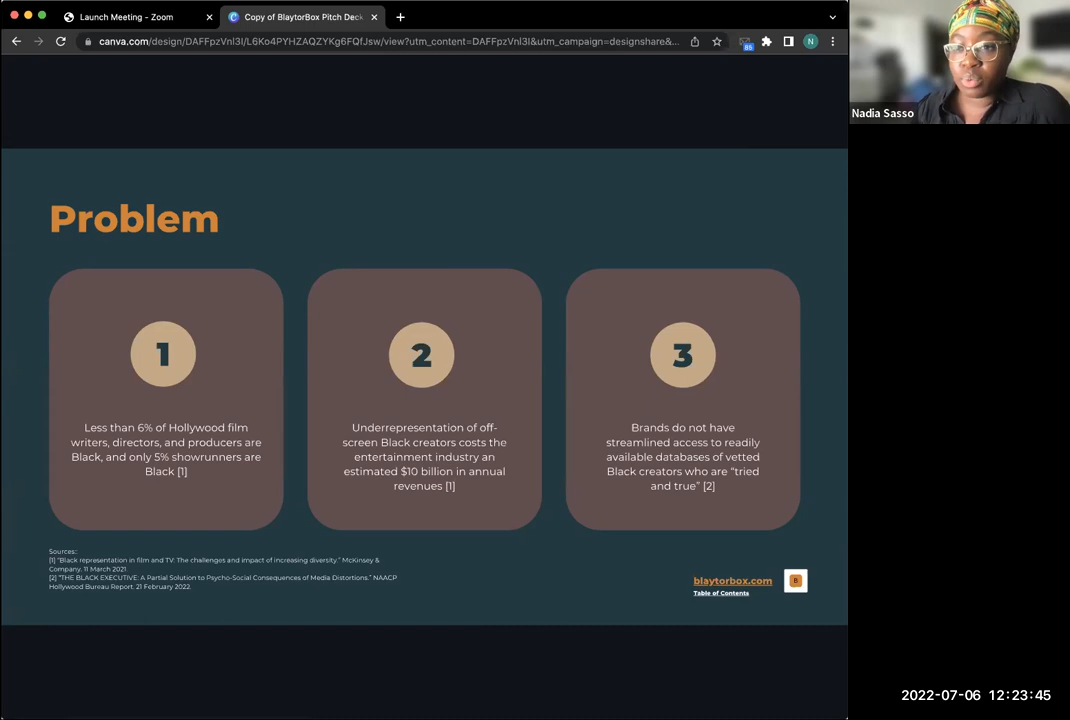 Launch Meeting - Zoom
Copy of BlaytorBox Pitch Deck
canva.com/design/DAFFpzVnl3I/L6Ko4PYHZAQZYKg6FQfJsw/view?utm_content=DAFFpzVnl3I&utm_campaign=designshare&...
85
N
Nadia Sasso
Problem
1
Less than 6% of Hollywood film
writers, directors, and producers are
Black, and only 5% showrunners are
Black [1]
2
Underrepresentation of off-
screen Black creators costs the
entertainment industry an
estimated $10 billion in annual
revenues [1]
3
Brands do not have
streamlined access to readily
available databases of vetted
Black creators who are “tried
and true” [2]
Sources:
[1] “Black representation in film and TV: The challenges and impact of increasing diversity.” McKinsey &
Company. 11 March 2021.
[2] “THE BLACK EXECUTIVE: A Partial Solution to Psycho-Social Consequences of Media Distortions.” NAACP
Hollywood Bureau Report. 21 February 2022.
blaytorbox.com
Table of Contents
B
2022-07-06 12:23:45